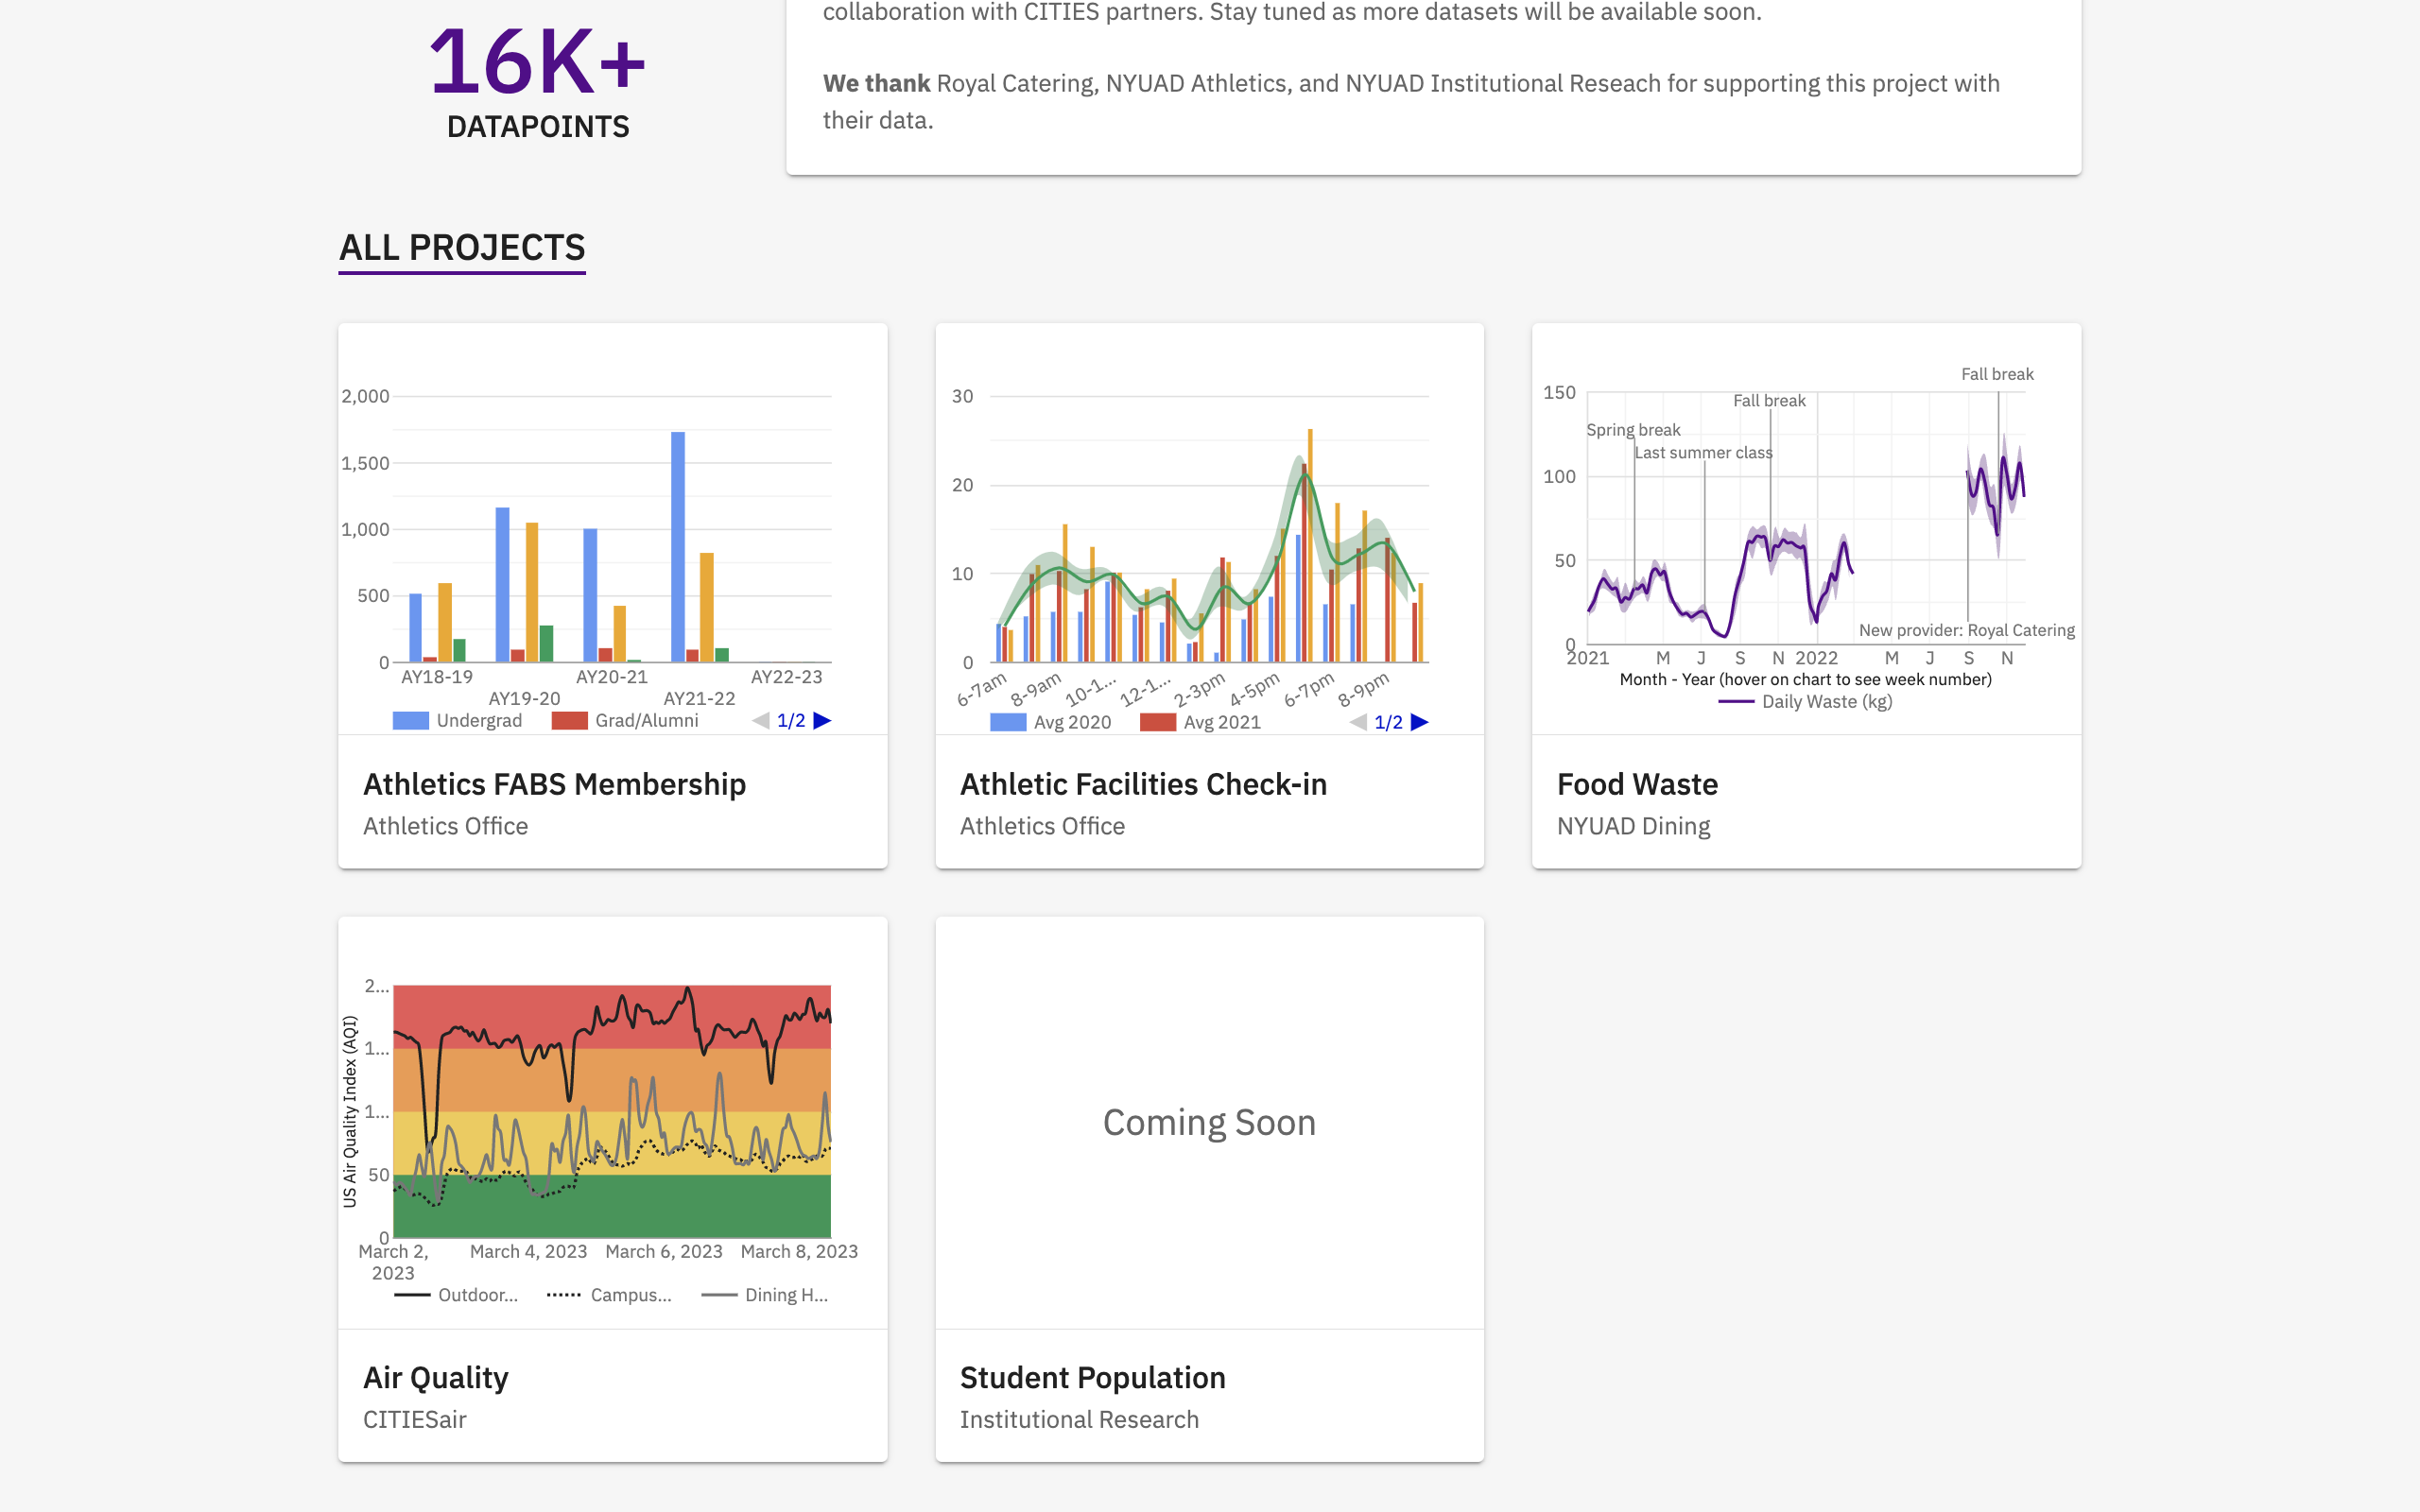 16K+
DATAPOINTS
collaboration with CITIES partners. Stay tuned as more datasets will be available soon.
We thank Royal Catering, NYUAD Athletics, and NYUAD Institutional Reseach for supporting this project with
their data.
ALL PROJECTS
2,000
1,500
1,000
500
0
AY18-19
AY19-20
AY20-21
AY21-22
AY22-23
Undergrad
Grad/Alumni
1/2
Athletics FABS Membership
Athletics Office
30
20
10
0
6-7am
8-9am
10-1...
12-1...
2-3pm
4-5pm
6-7pm
8-9pm
Avg 2020
Avg 2021
1/2
Athletic Facilities Check-in
Athletics Office
150
100
50
0
Spring break
Last summer class
Fall break
Fall break
New provider: Royal Catering
2021
M
J
S
N
2022
M
J
S
N
Month - Year (hover on chart to see week number)
Daily Waste (kg)
Food Waste
NYUAD Dining
US Air Quality Index (AQI)
2...
1...
1...
50
0
March 2,
2023
March 4, 2023
March 6, 2023
March 8, 2023
Outdoor...
Campus...
Dining H...
Air Quality
CITIESair
Coming Soon
Student Population
Institutional Research